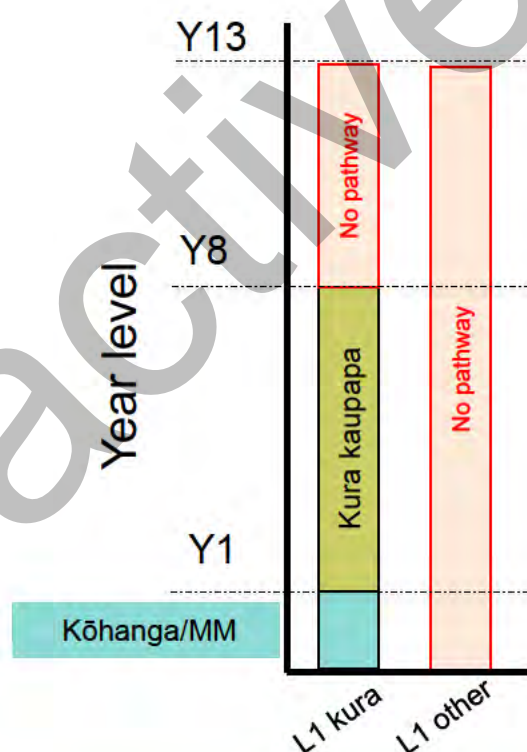 Y13
No pathway
Y8
Year level
Kura kaupapa
No pathway
Y1
Kōhanga/MM
L1 kura
L1 other